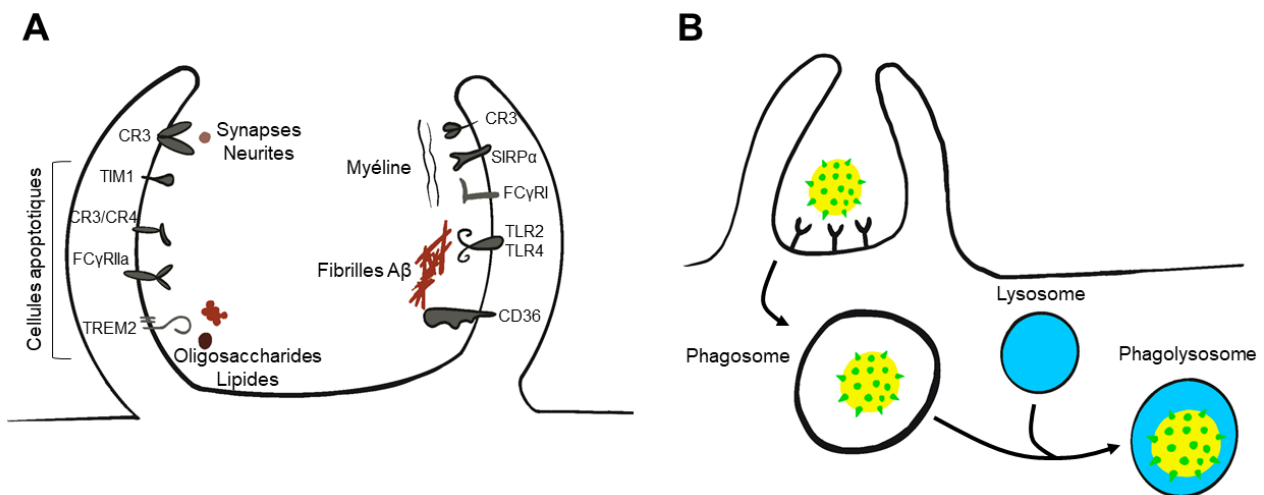 A
CR3
Synapses
Neurites
TIM1
CR3/CR4
FCγRIIa
TREM2
Cellules apoptotiques
Oligosaccharides
Lipides
Myéline
Fibrilles Aβ
CR3
SIRPα
FCγRI
TLR2
TLR4
CD36
B
Phagosome
Lysosome
Phagolysosome